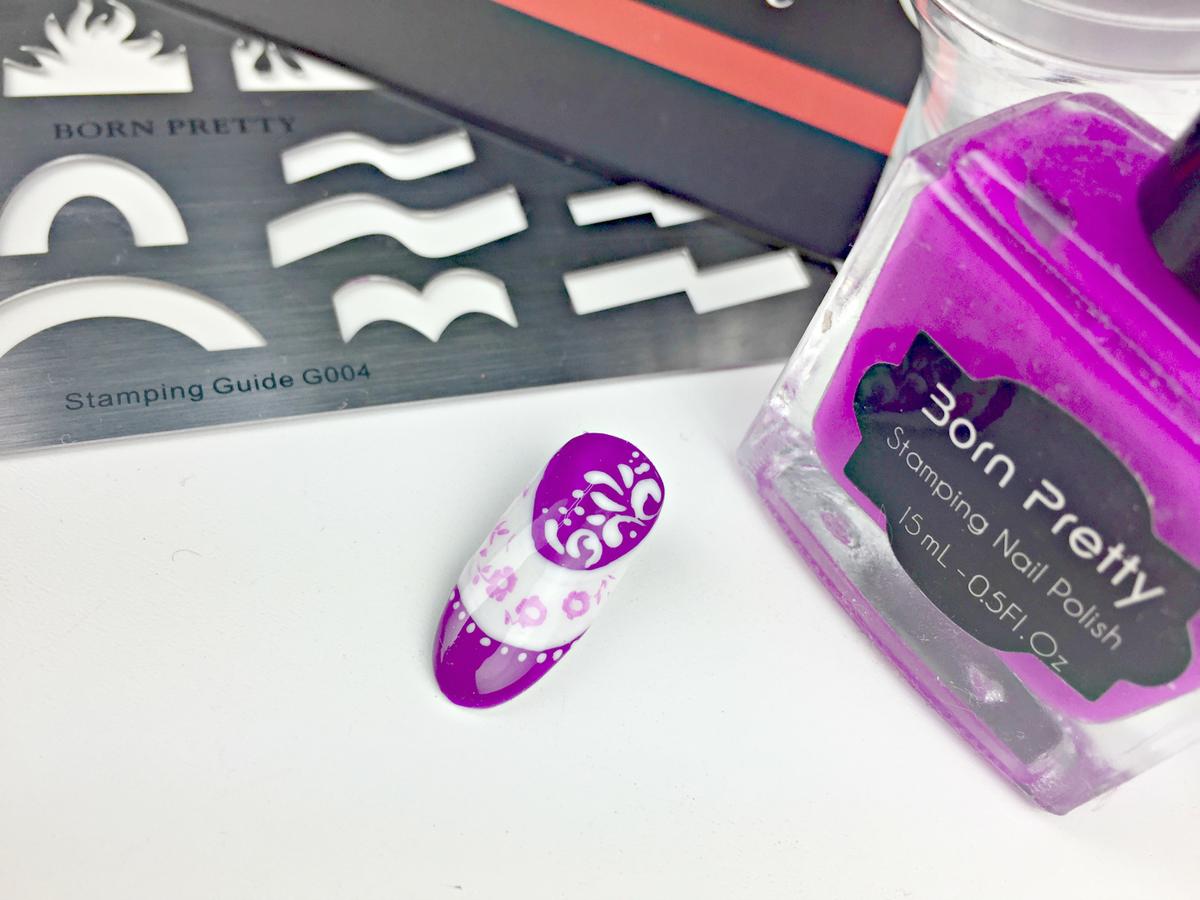 BORN PRETTY
Stamping Guide G004
Born Pretty
Stamping Nail Polish
15mL - 0.5Fl.Oz